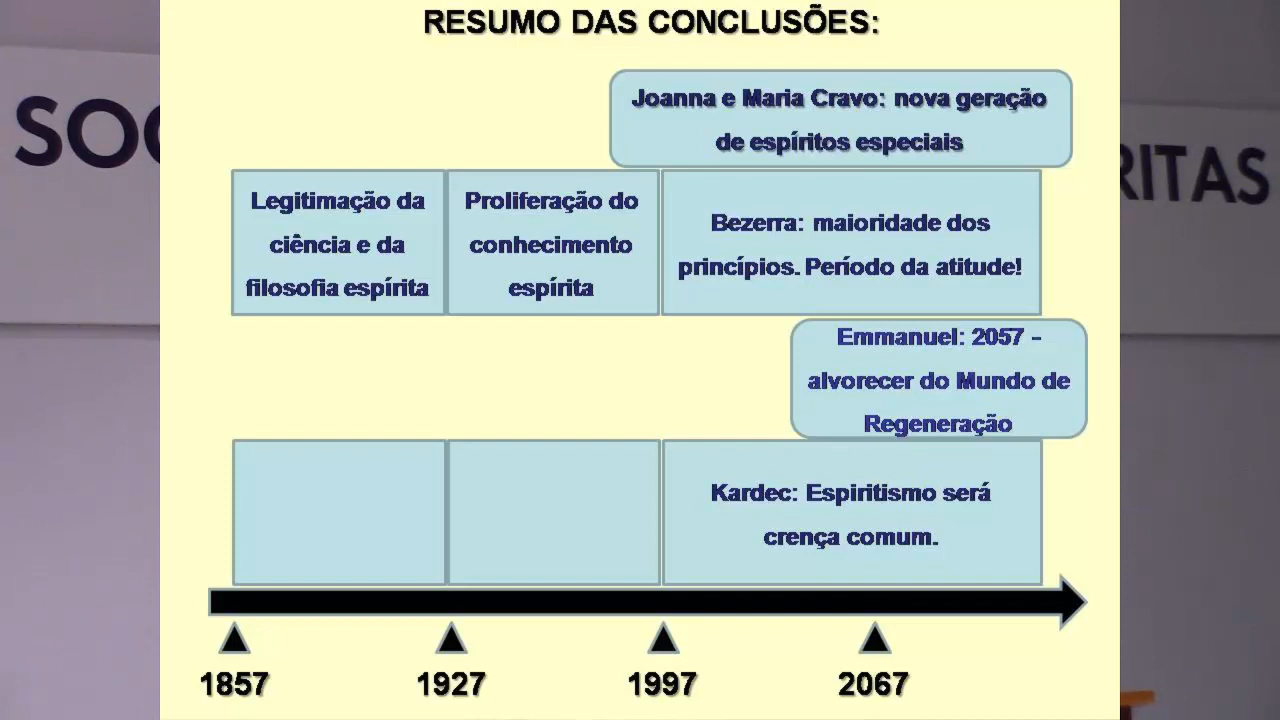 RESUMO DAS CONCLUSÕES:
Joanna e Maria Cravo: nova geração
de espíritos especiais
Legitimação da
ciência e da
filosofia espírita
Proliferação do
conhecimento
espírita
Bezerra: maioridade dos
princípios. Período da atitude!
Emmanuel: 2057 -
alvorecer do Mundo de
Regeneração
Kardec: Espiritismo será
crença comum.
1857
1927
1997
2067
SOC
RITAS